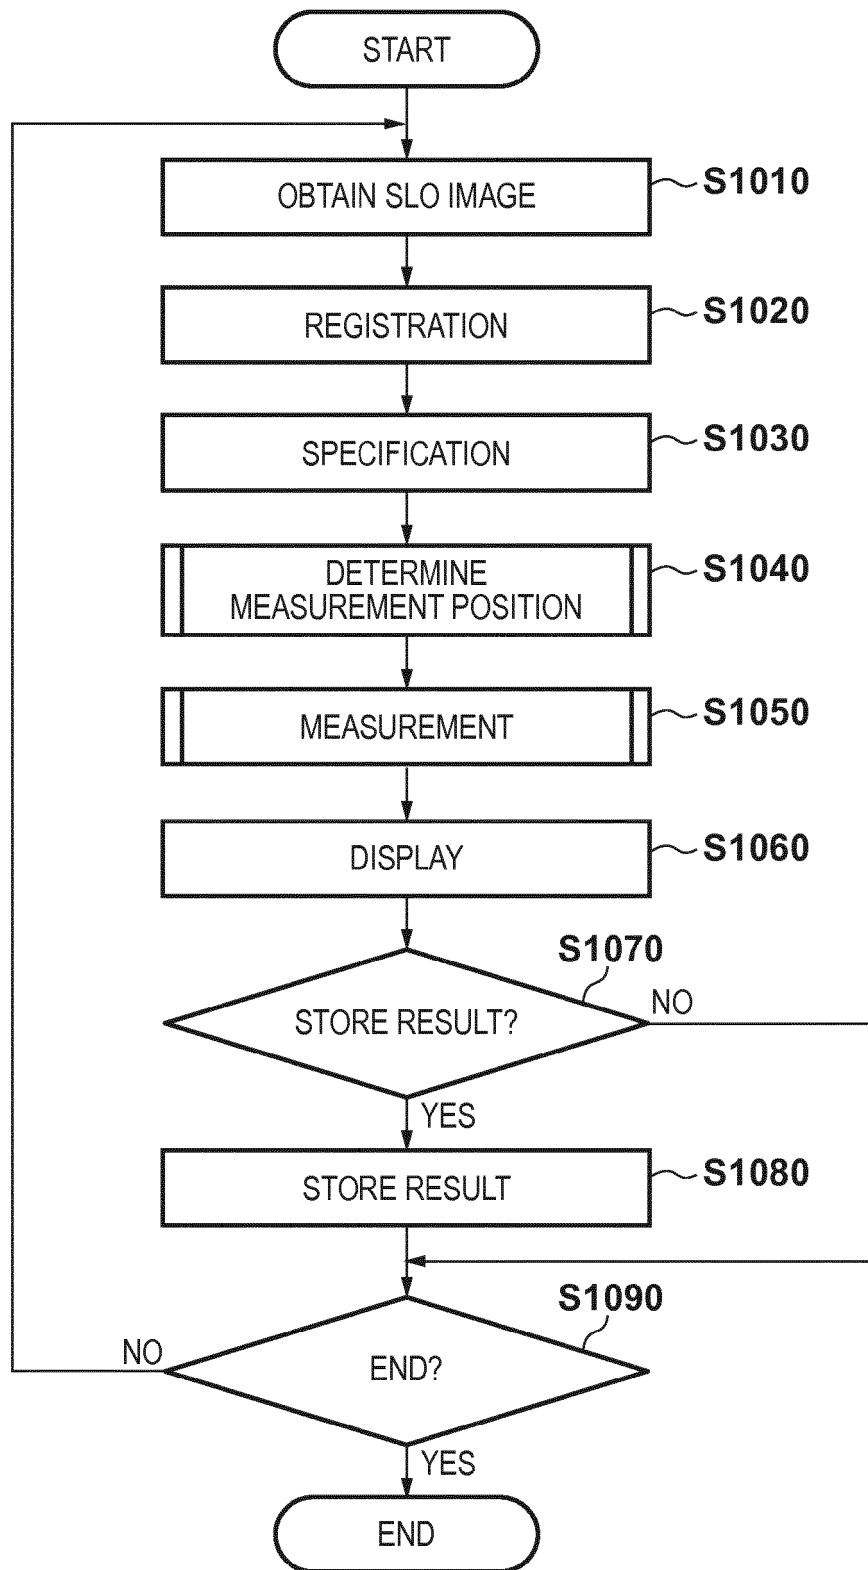 START
OBTAIN SLO IMAGE
S1010
REGISTRATION
S1020
SPECIFICATION
S1030
DETERMINE
MEASUREMENT POSITION
S1040
MEASUREMENT
S1050
DISPLAY
S1060
S1070
STORE RESULT?
NO
YES
STORE RESULT
S1080
S1090
NO
END?
YES
END